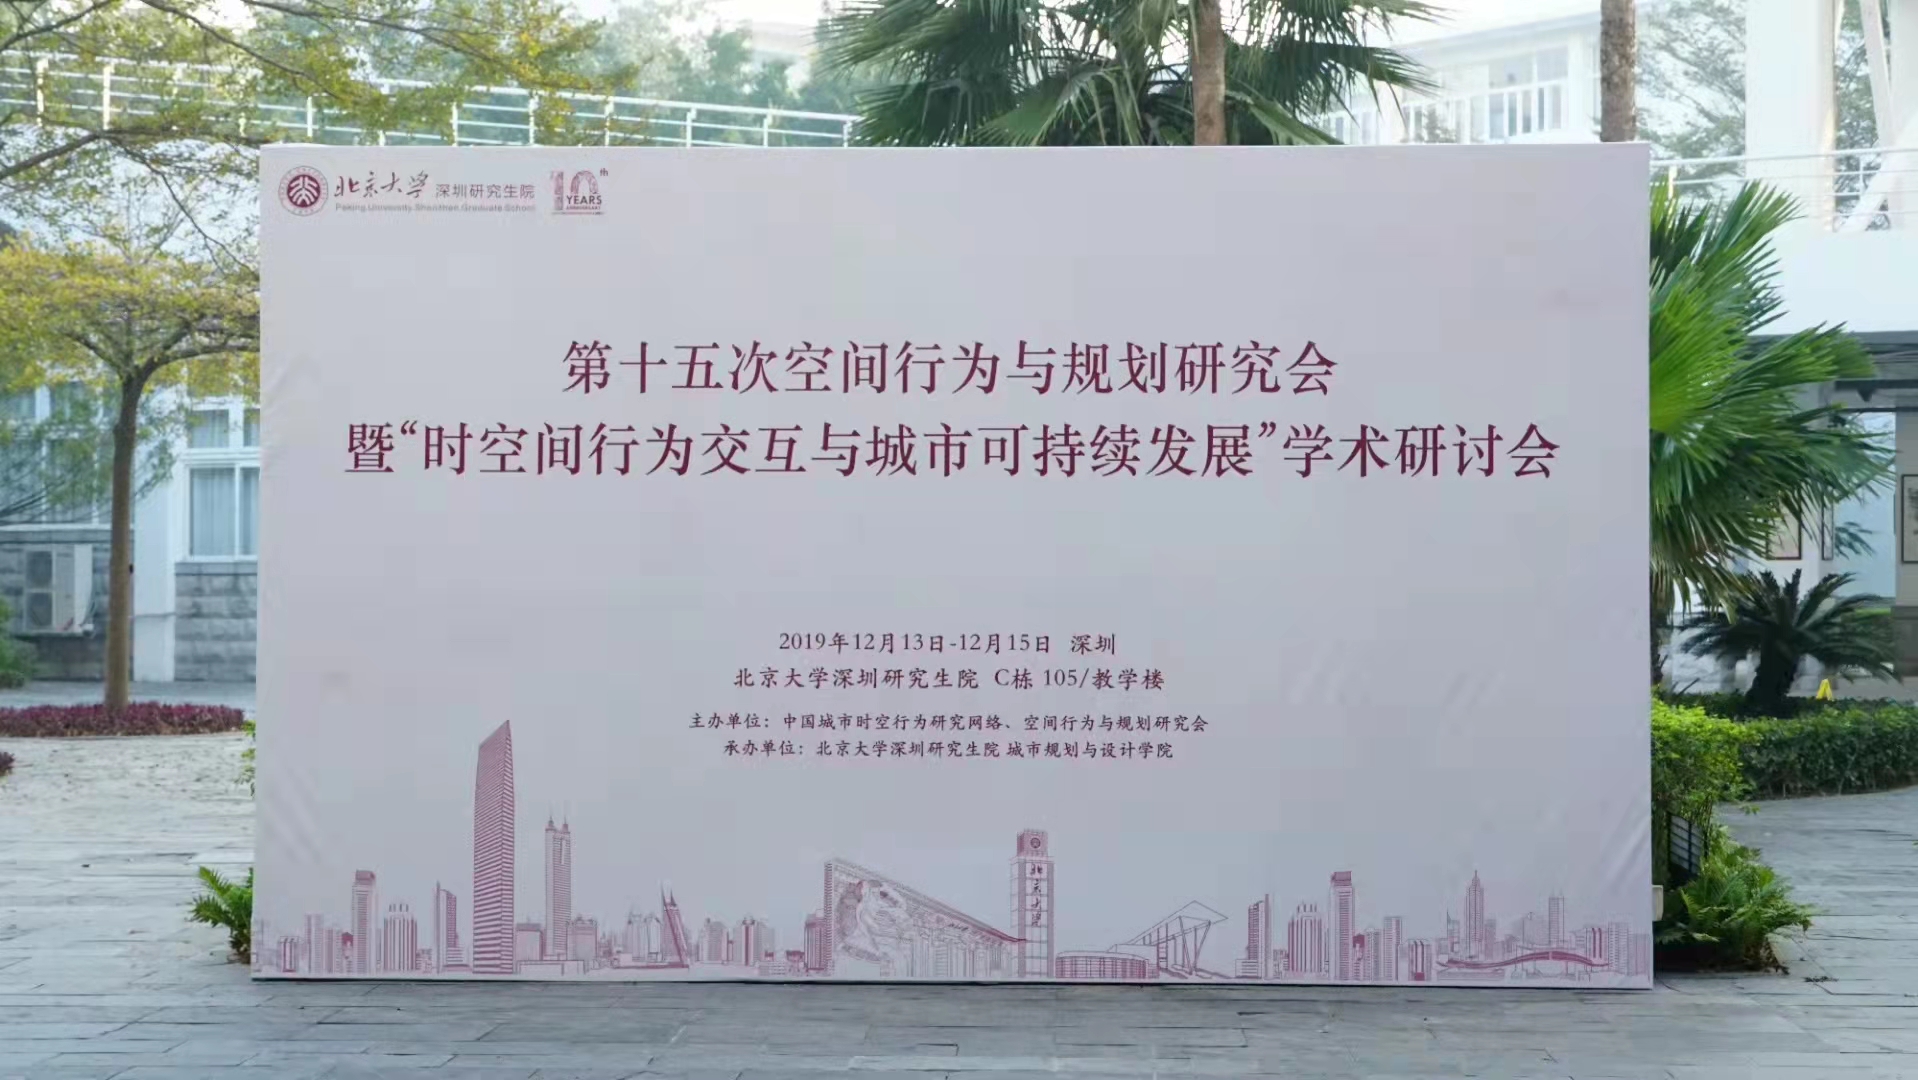 北京大学 深圳研究生院
Peking University Shenzhen Graduate School
10th
YEARS
ANNIVERSARY
第十五次空间行为与规划研究会
暨“时空间行为交互与城市可持续发展”学术研讨会
2019年12月13日-12月15日 深圳
北京大学深圳研究生院 C栋 105/教学楼
主办单位：中国城市时空行为研究网络、空间行为与规划研究会
承办单位：北京大学深圳研究生院 城市规划与设计学院
北京大学